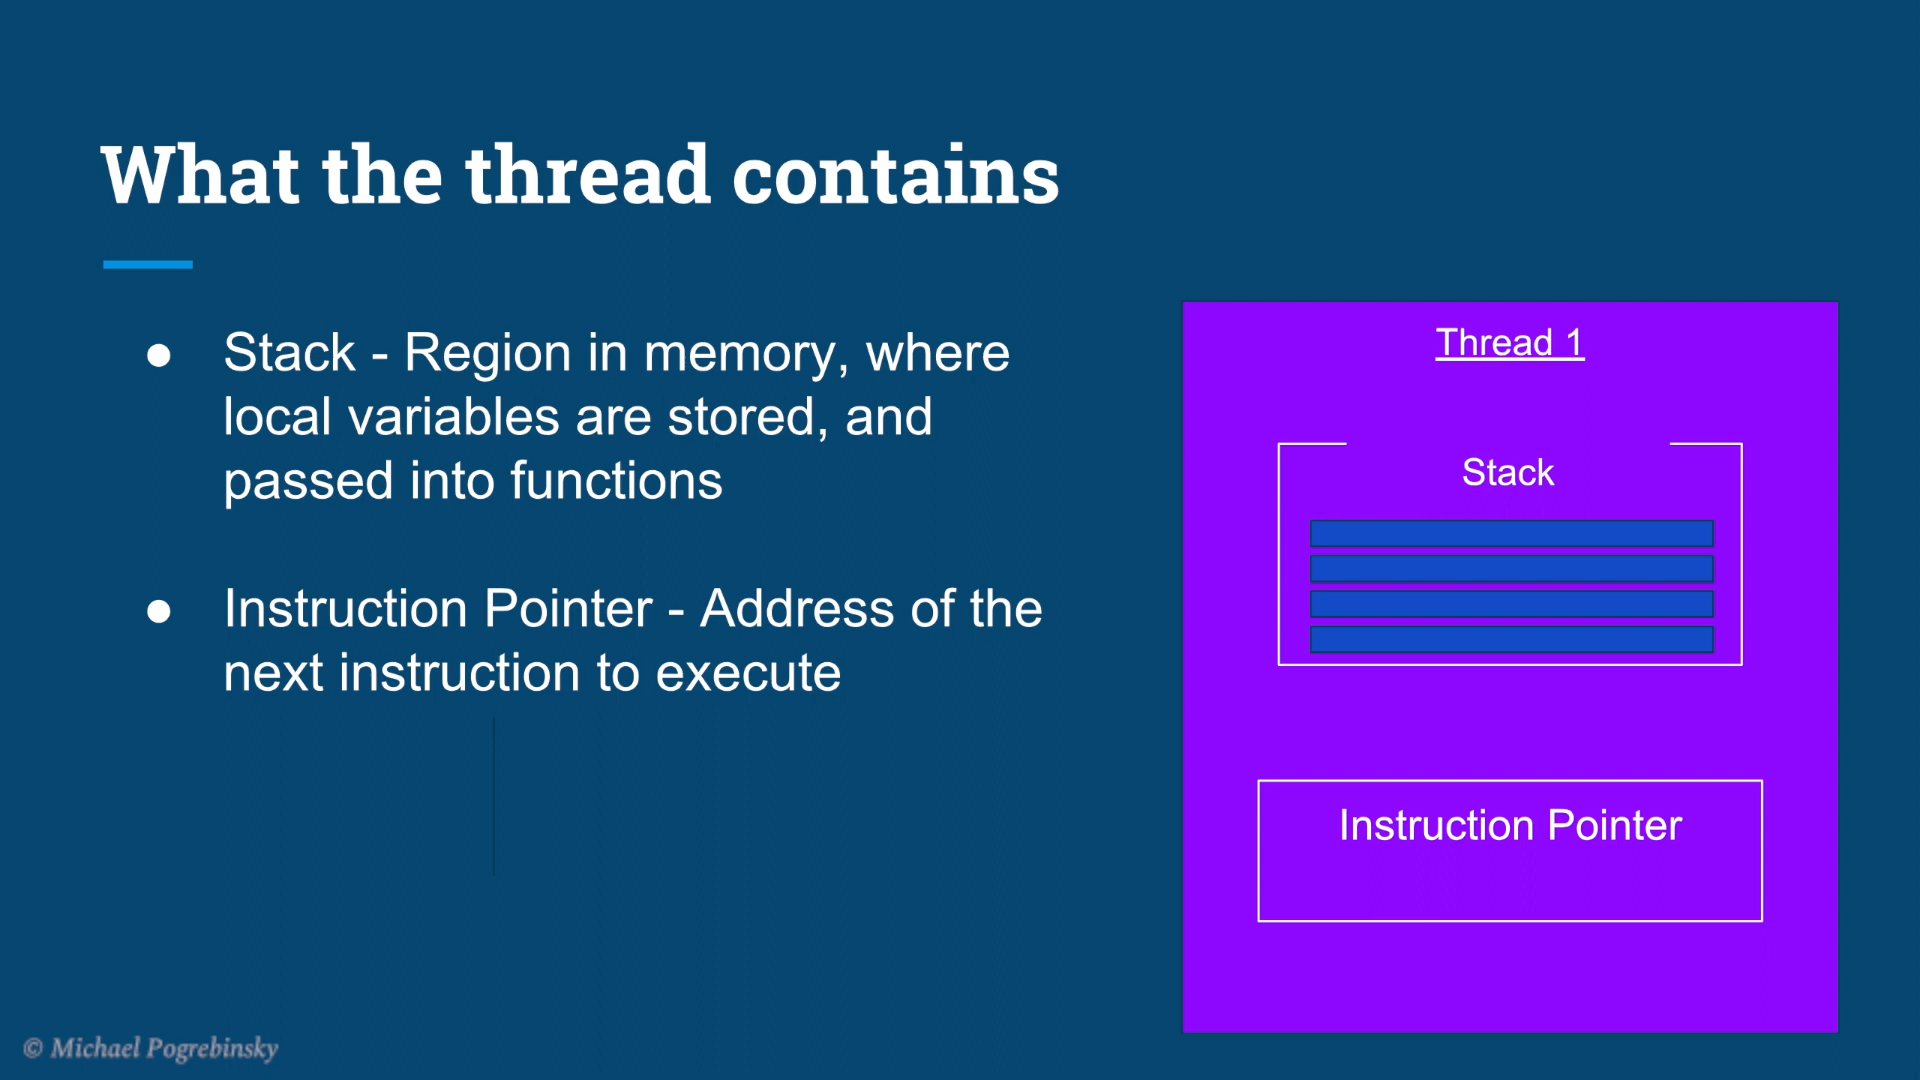 What the thread contains
● Stack - Region in memory, where
local variables are stored, and
passed into functions
● Instruction Pointer - Address of the
next instruction to execute
Thread 1
Stack
Instruction Pointer
© Michael Pogrebinsky